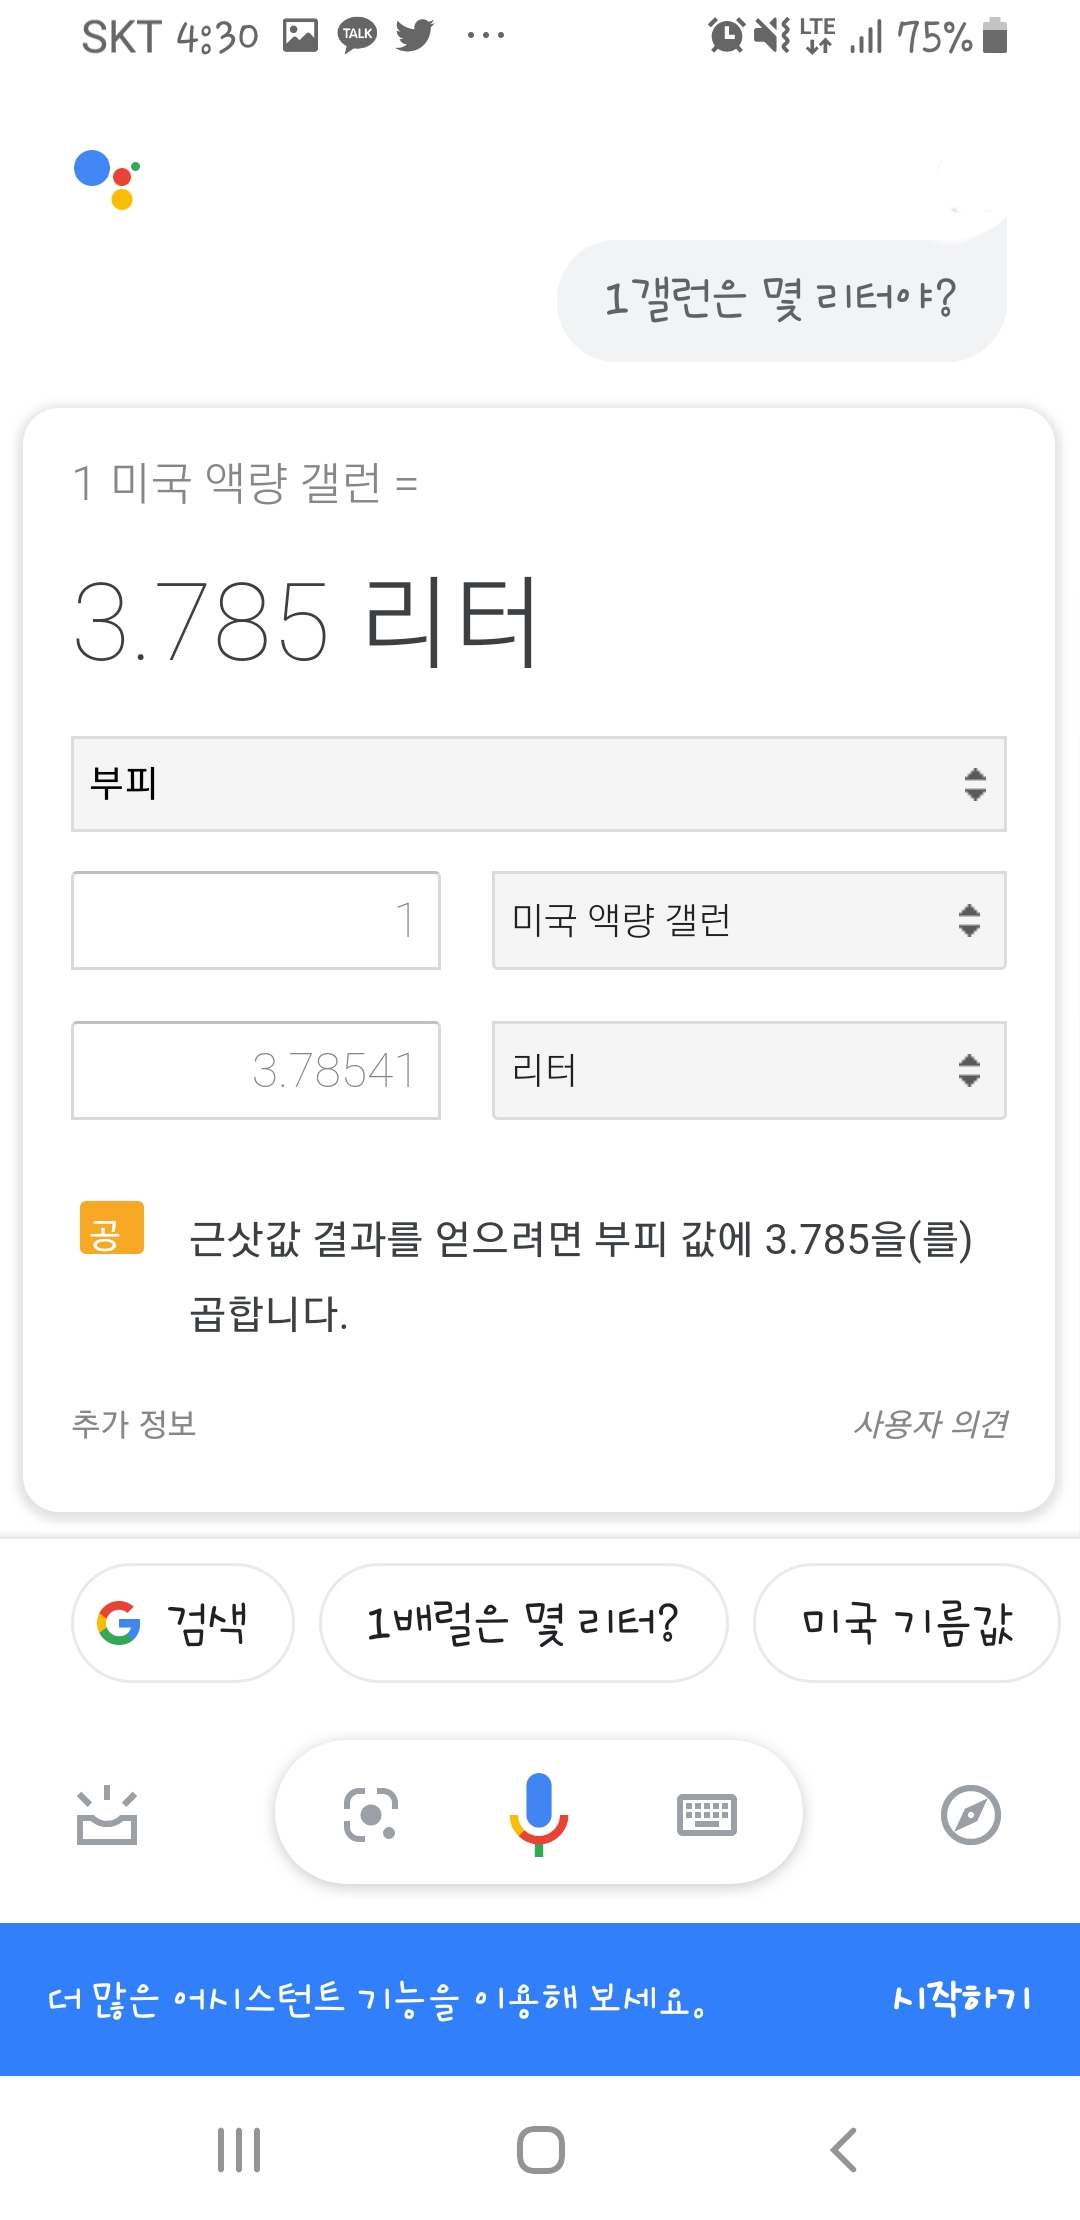 SKT 4:30 TALK LTE 75%
1갤런은 몇 리터야?
1 미국 액량 갤런 =
3.785 리터
부피
1 미국 액량 갤런
3.78541 리터
공 근삿값 결과를 얻으려면 부피 값에 3.785을(를)
곱합니다.
추가 정보 사용자 의견
검색 1배럴은 몇 리터? 미국 기름값
더 많은 어시스턴트 기능을 이용해 보세요. 시작하기